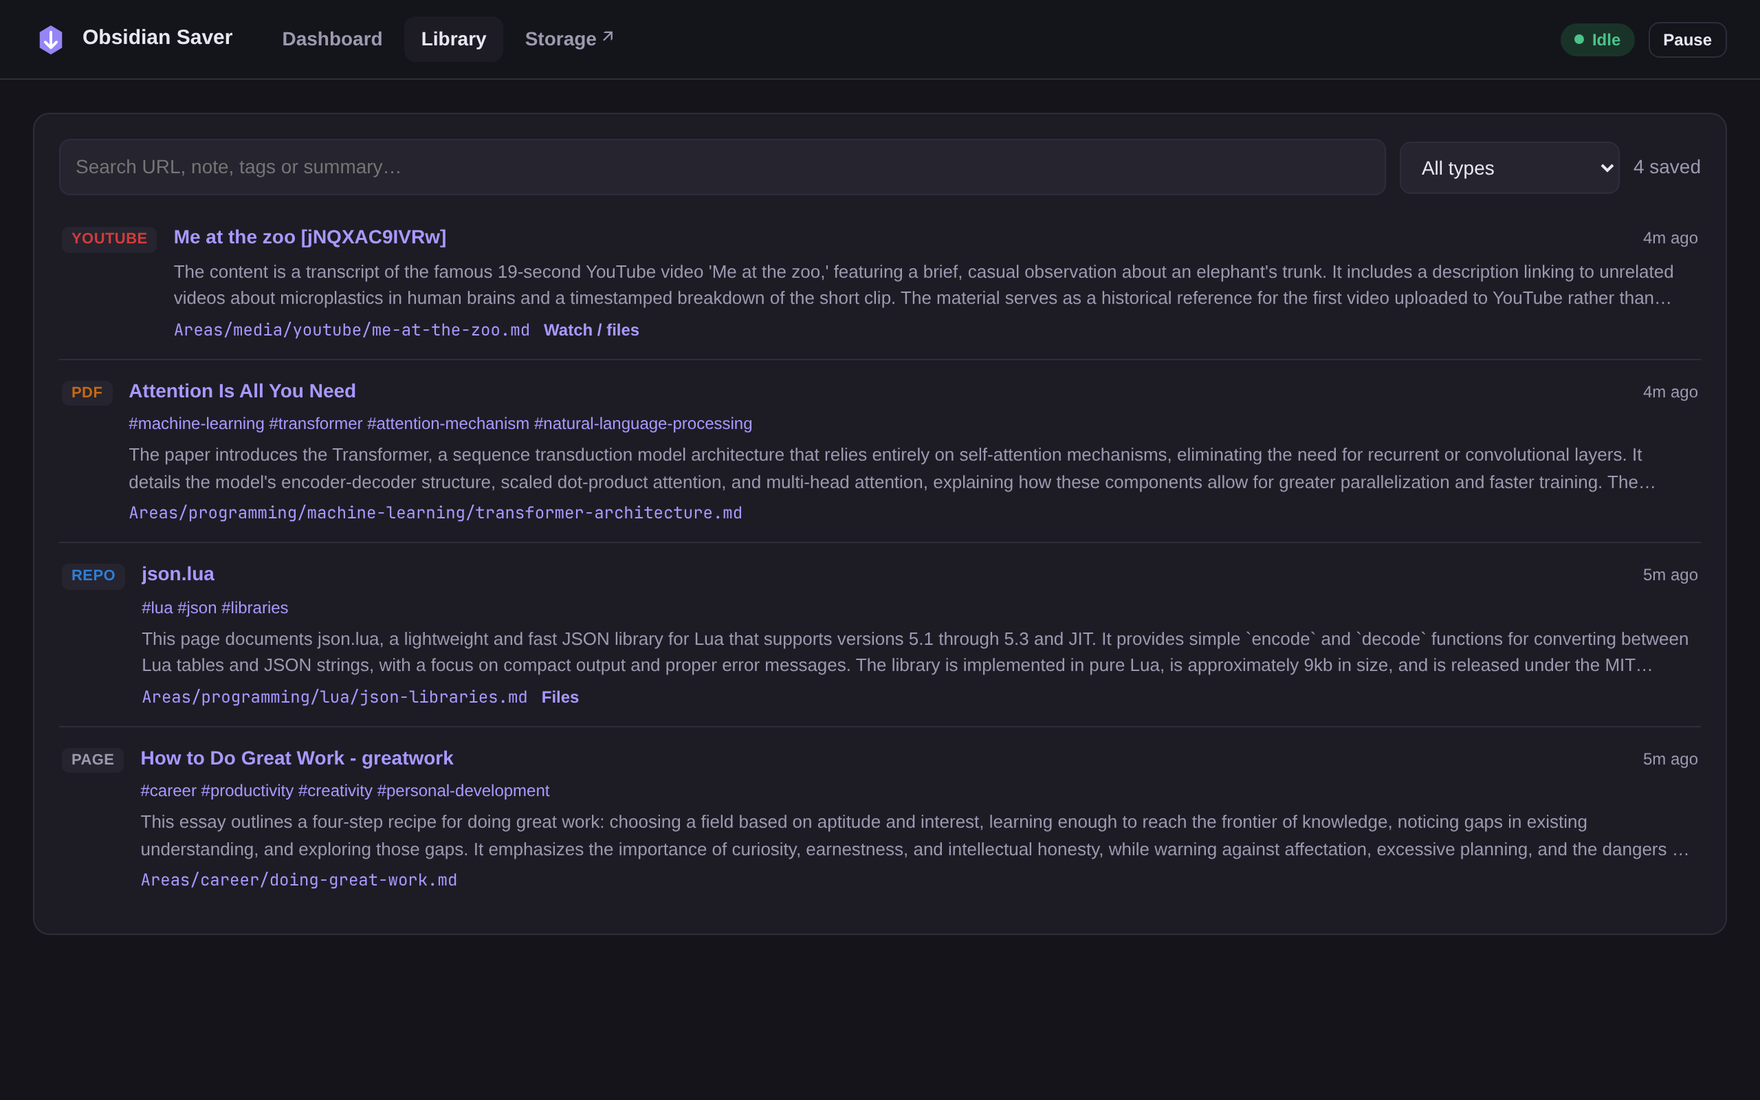 Obsidian Saver
Dashboard
Library
Storage ↗
Idle
Pause
Search URL, note, tags or summary…
All types
4 saved
YOUTUBE
Me at the zoo [jNQXAC9IVRw]
4m ago
The content is a transcript of the famous 19-second YouTube video 'Me at the zoo,' featuring a brief, casual observation about an elephant's trunk. It includes a description linking to unrelated
videos about microplastics in human brains and a timestamped breakdown of the short clip. The material serves as a historical reference for the first video uploaded to YouTube rather than…
Areas/media/youtube/me-at-the-zoo.md Watch / files
PDF
Attention Is All You Need
4m ago
#machine-learning #transformer #attention-mechanism #natural-language-processing
The paper introduces the Transformer, a sequence transduction model architecture that relies entirely on self-attention mechanisms, eliminating the need for recurrent or convolutional layers. It
details the model's encoder-decoder structure, scaled dot-product attention, and multi-head attention, explaining how these components allow for greater parallelization and faster training. The…
Areas/programming/machine-learning/transformer-architecture.md
REPO
json.lua
5m ago
#lua #json #libraries
This page documents json.lua, a lightweight and fast JSON library for Lua that supports versions 5.1 through 5.3 and JIT. It provides simple `encode` and `decode` functions for converting between
Lua tables and JSON strings, with a focus on compact output and proper error messages. The library is implemented in pure Lua, is approximately 9kb in size, and is released under the MIT…
Areas/programming/lua/json-libraries.md Files
PAGE
How to Do Great Work - greatwork
5m ago
#career #productivity #creativity #personal-development
This essay outlines a four-step recipe for doing great work: choosing a field based on aptitude and interest, learning enough to reach the frontier of knowledge, noticing gaps in existing
understanding, and exploring those gaps. It emphasizes the importance of curiosity, earnestness, and intellectual honesty, while warning against affectation, excessive planning, and the dangers …
Areas/career/doing-great-work.md